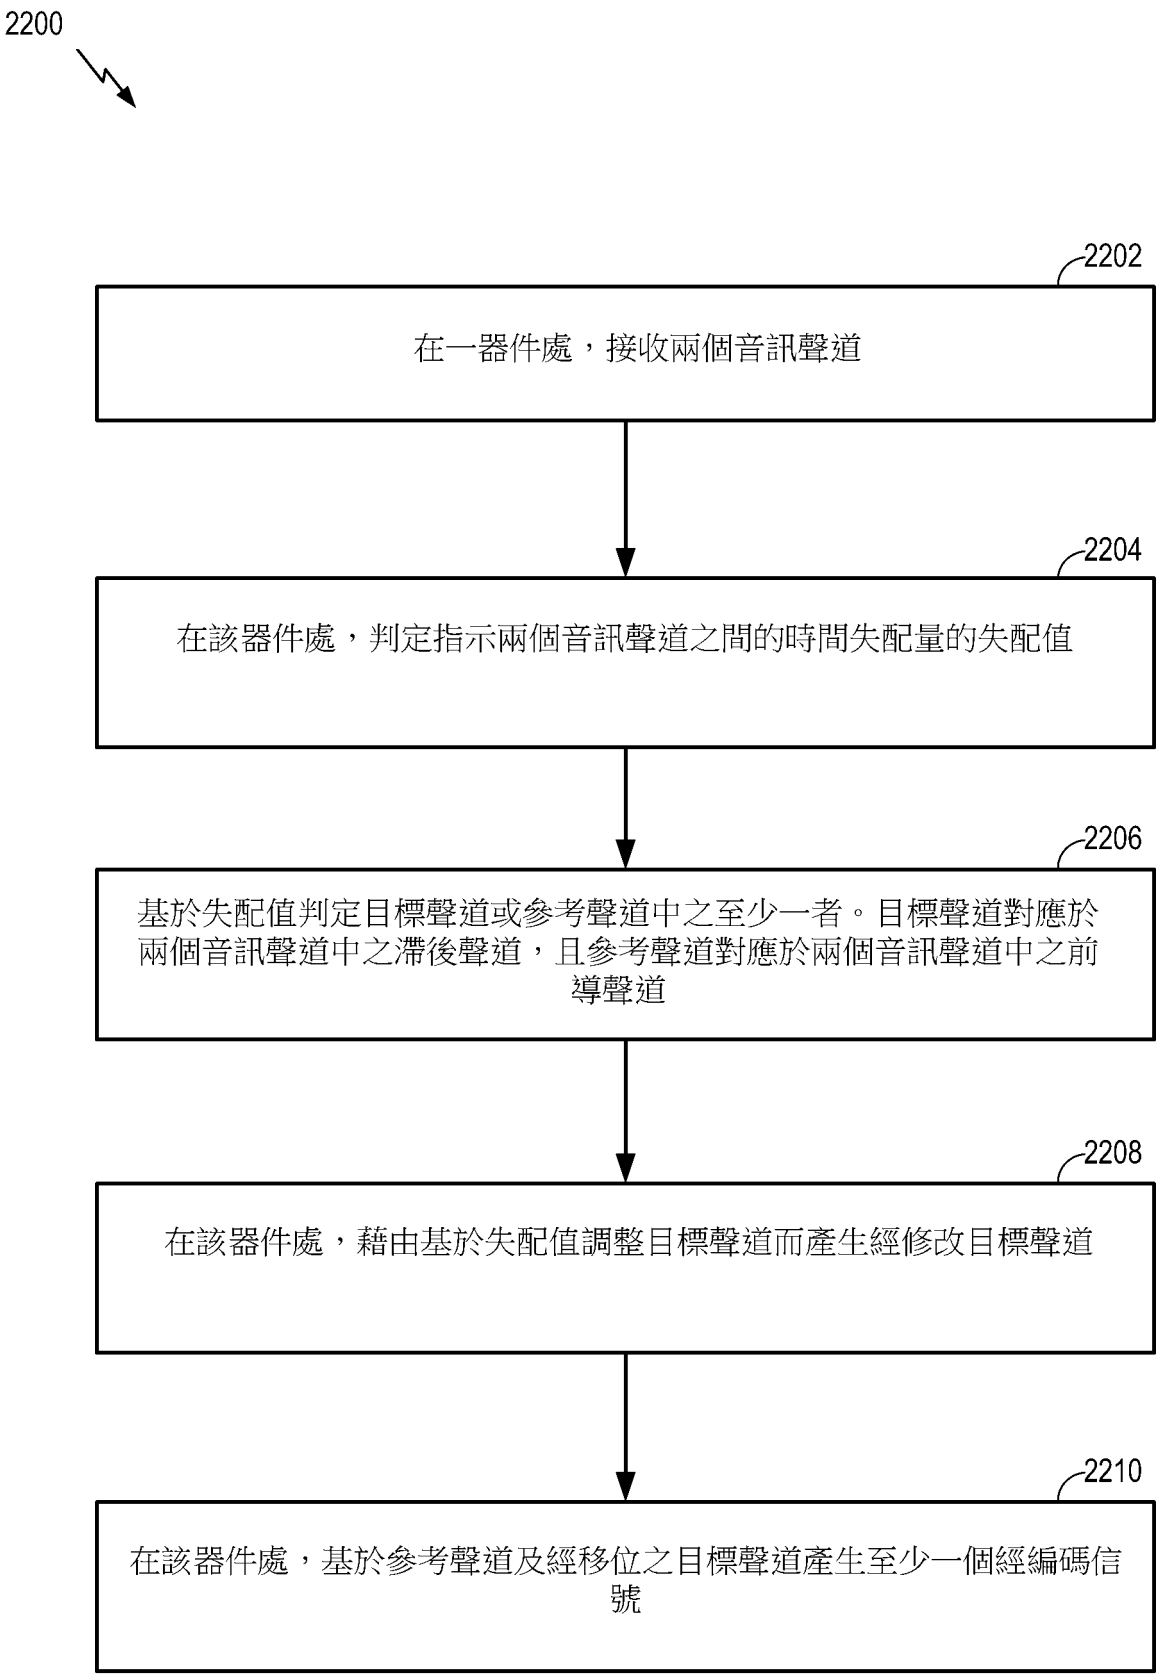 2200
2202
在一器件處，接收兩個音訊聲道
2204
在該器件處，判定指示兩個音訊聲道之間的時間失配量的失配值
2206
基於失配值判定目標聲道或參考聲道中之至少一者。目標聲道對應於
兩個音訊聲道中之滯後聲道，且參考聲道對應於兩個音訊聲道中之前
導聲道
2208
在該器件處，藉由基於失配值調整目標聲道而產生經修改目標聲道
2210
在該器件處，基於參考聲道及經移位之目標聲道產生至少一個經編碼信
號